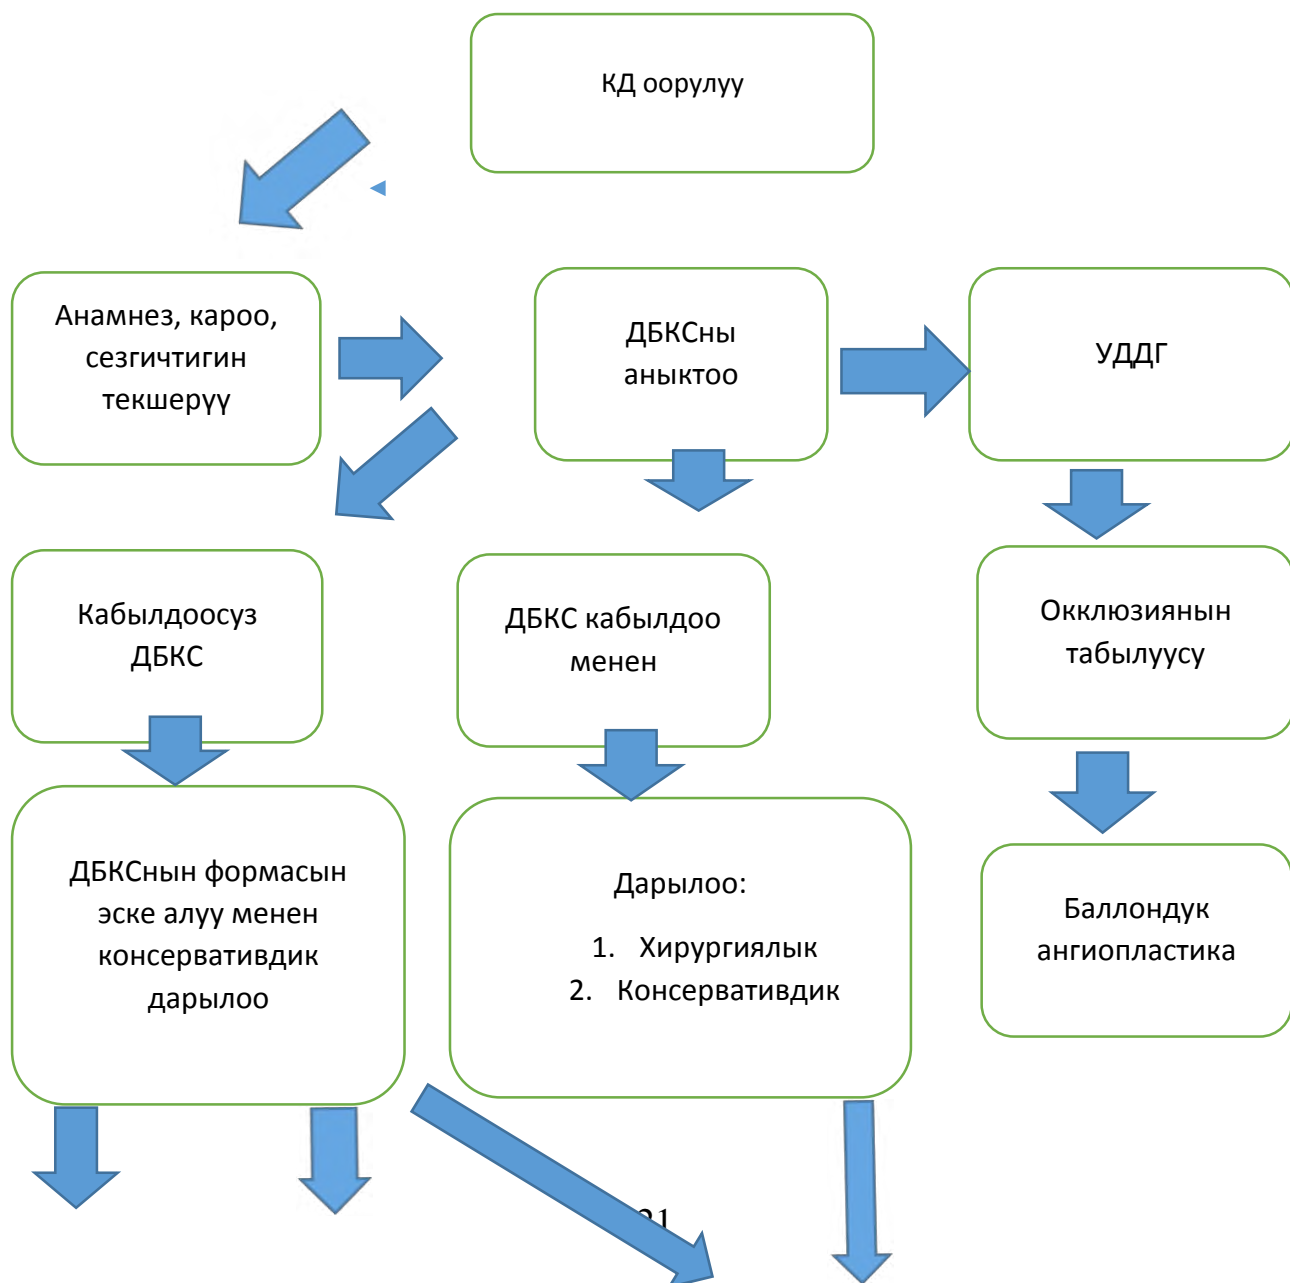 КД оорулуу
Анамнез, кароо,
сезгичтигин
текшерүү
ДБКСны
аныктоо
УДДГ
Кабылдоосуз
ДБКС
ДБКС кабылдоо
менен
Окклюзиянын
табылуусу
ДБКСнын формасын
эске алуу менен
консервативдик
дарылоо
Дарылоо:
1. Хирургиялык
2. Консервативдик
Баллондук
ангиопластика
21